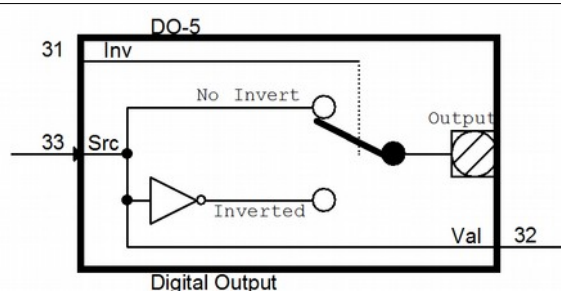 DO-5
31 Inv
No Invert
Output
33 Src
Inverted
Val 32
Digital Output